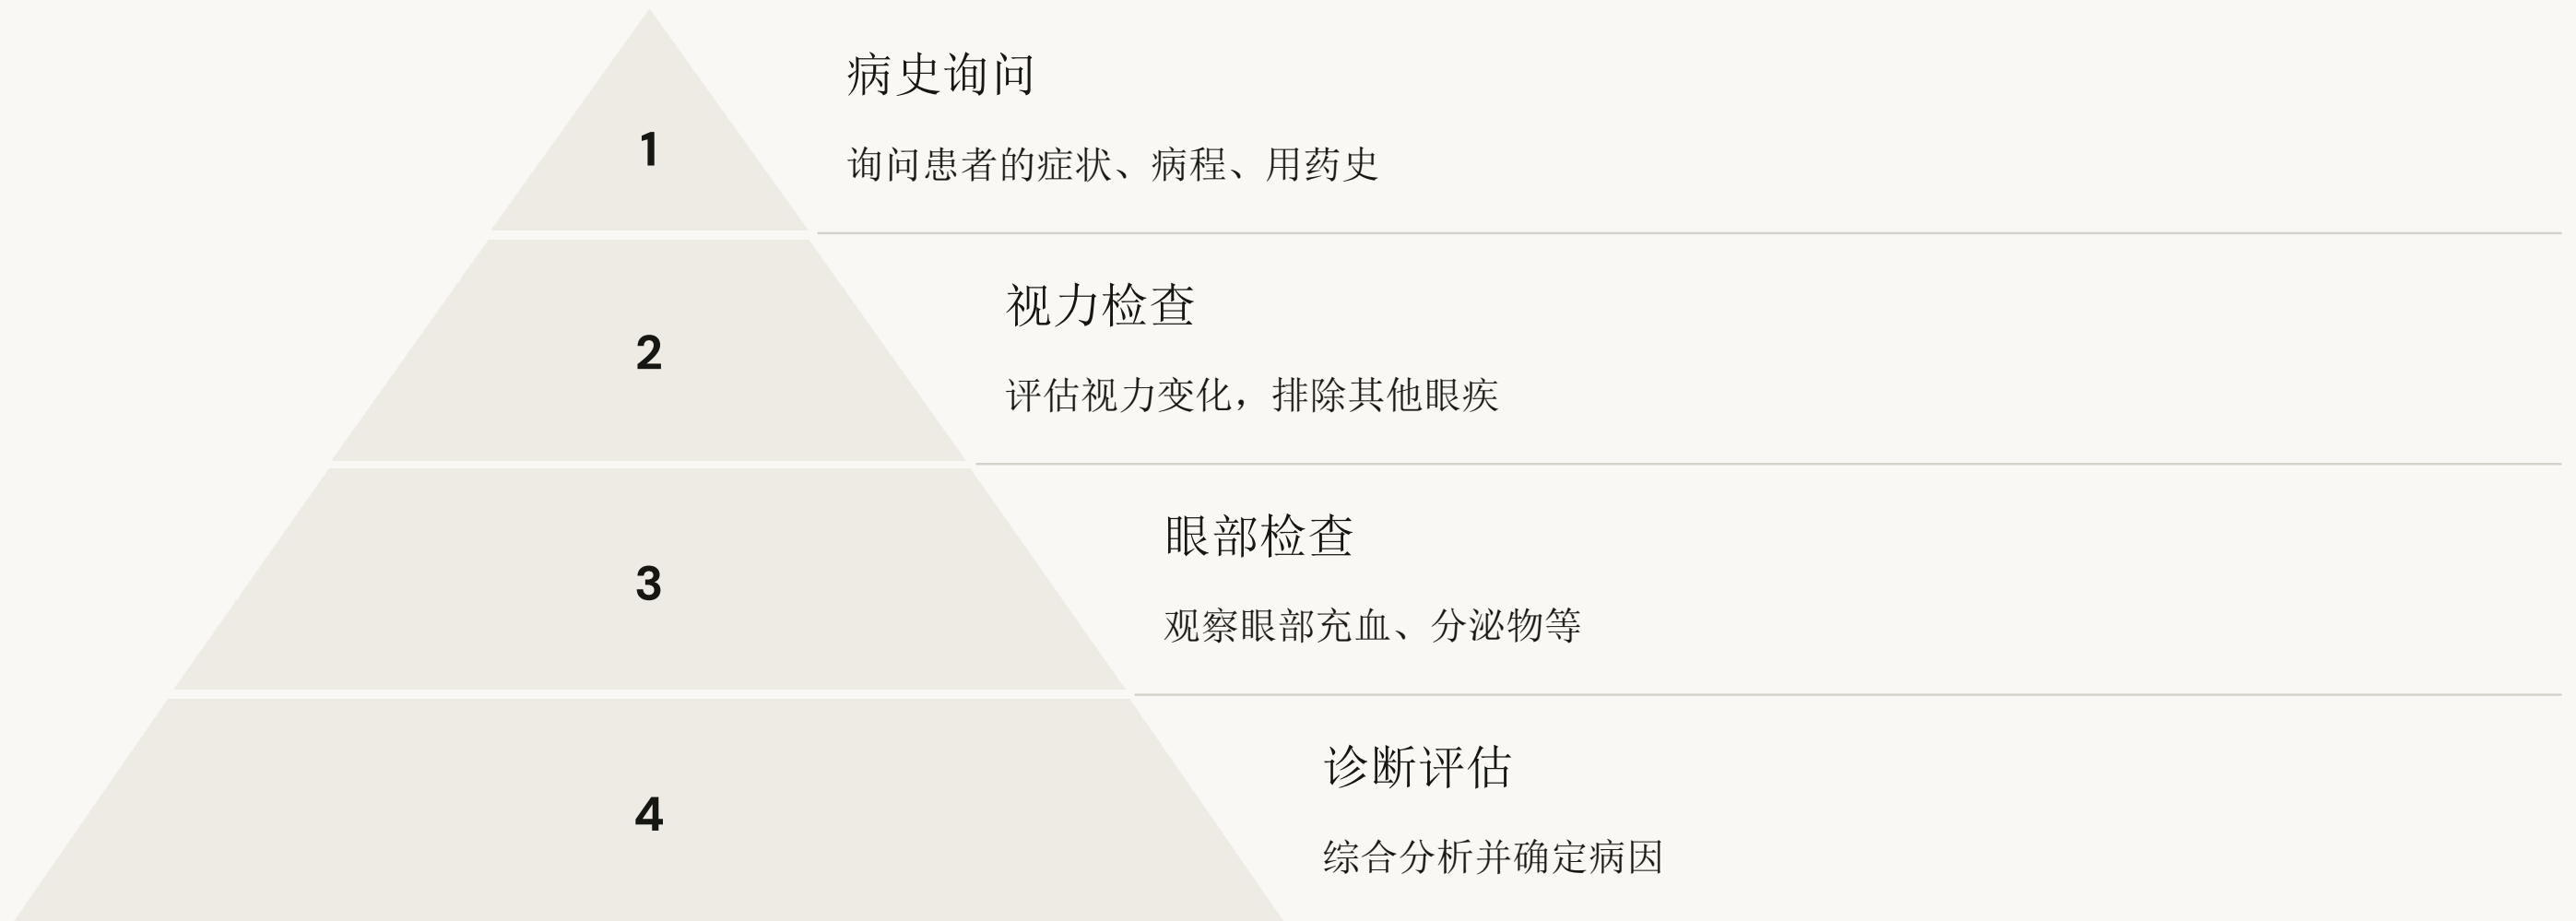 病史询问
1
询问患者的症状、病程、用药史
视力检查
2
评估视力变化，排除其他眼疾
眼部检查
3
观察眼部充血、分泌物等
诊断评估
4
综合分析并确定病因